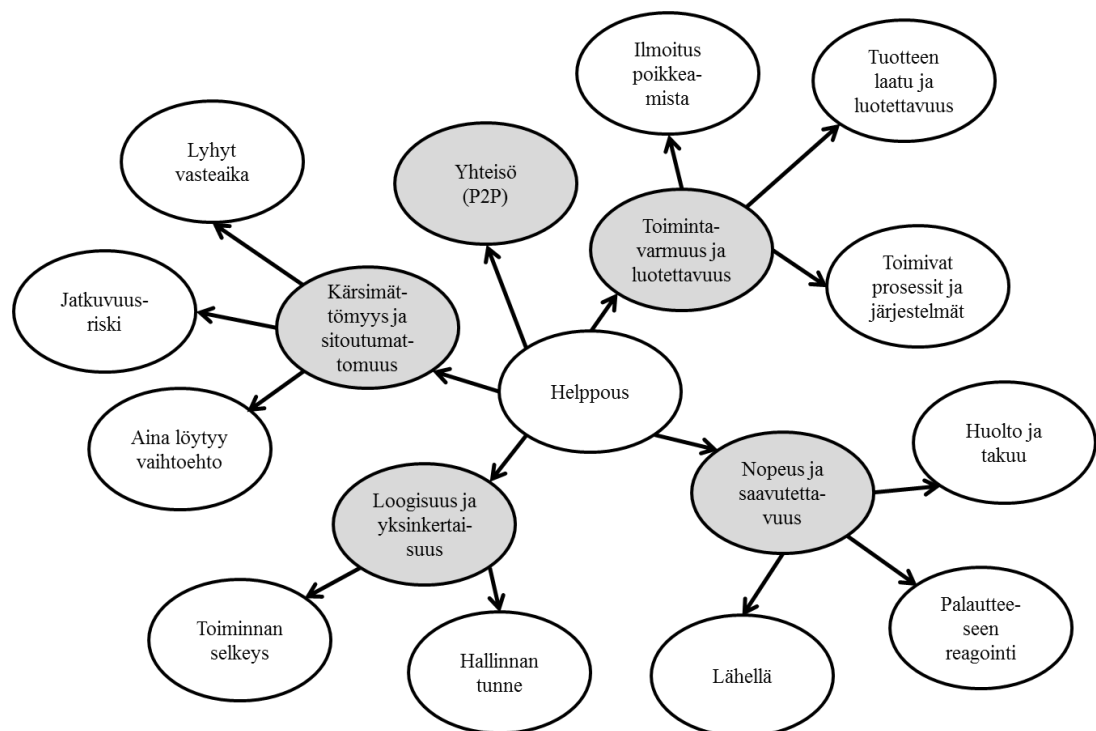 Ilmoitus
poikkea-
mista
Tuotteen
laatu ja
luotettavuus
Lyhyt
vasteaika
Yhteisö
(P2P)
Toiminta-
varmuus ja
luotettavuus
Toimivat
prosessit ja
järjestelmät
Jatkuvuus-
riski
Kärsimät-
tömyys ja
sitoutumat-
tomuus
Helppous
Aina löytyy
vaihtoehto
Huolto ja
takuu
Loogisuus ja
yksinkertai-
suus
Nopeus ja
saavutetta-
vuus
Toiminnan
selkeys
Hallinnan
tunne
Lähellä
Palauttee-
seen
reagointi